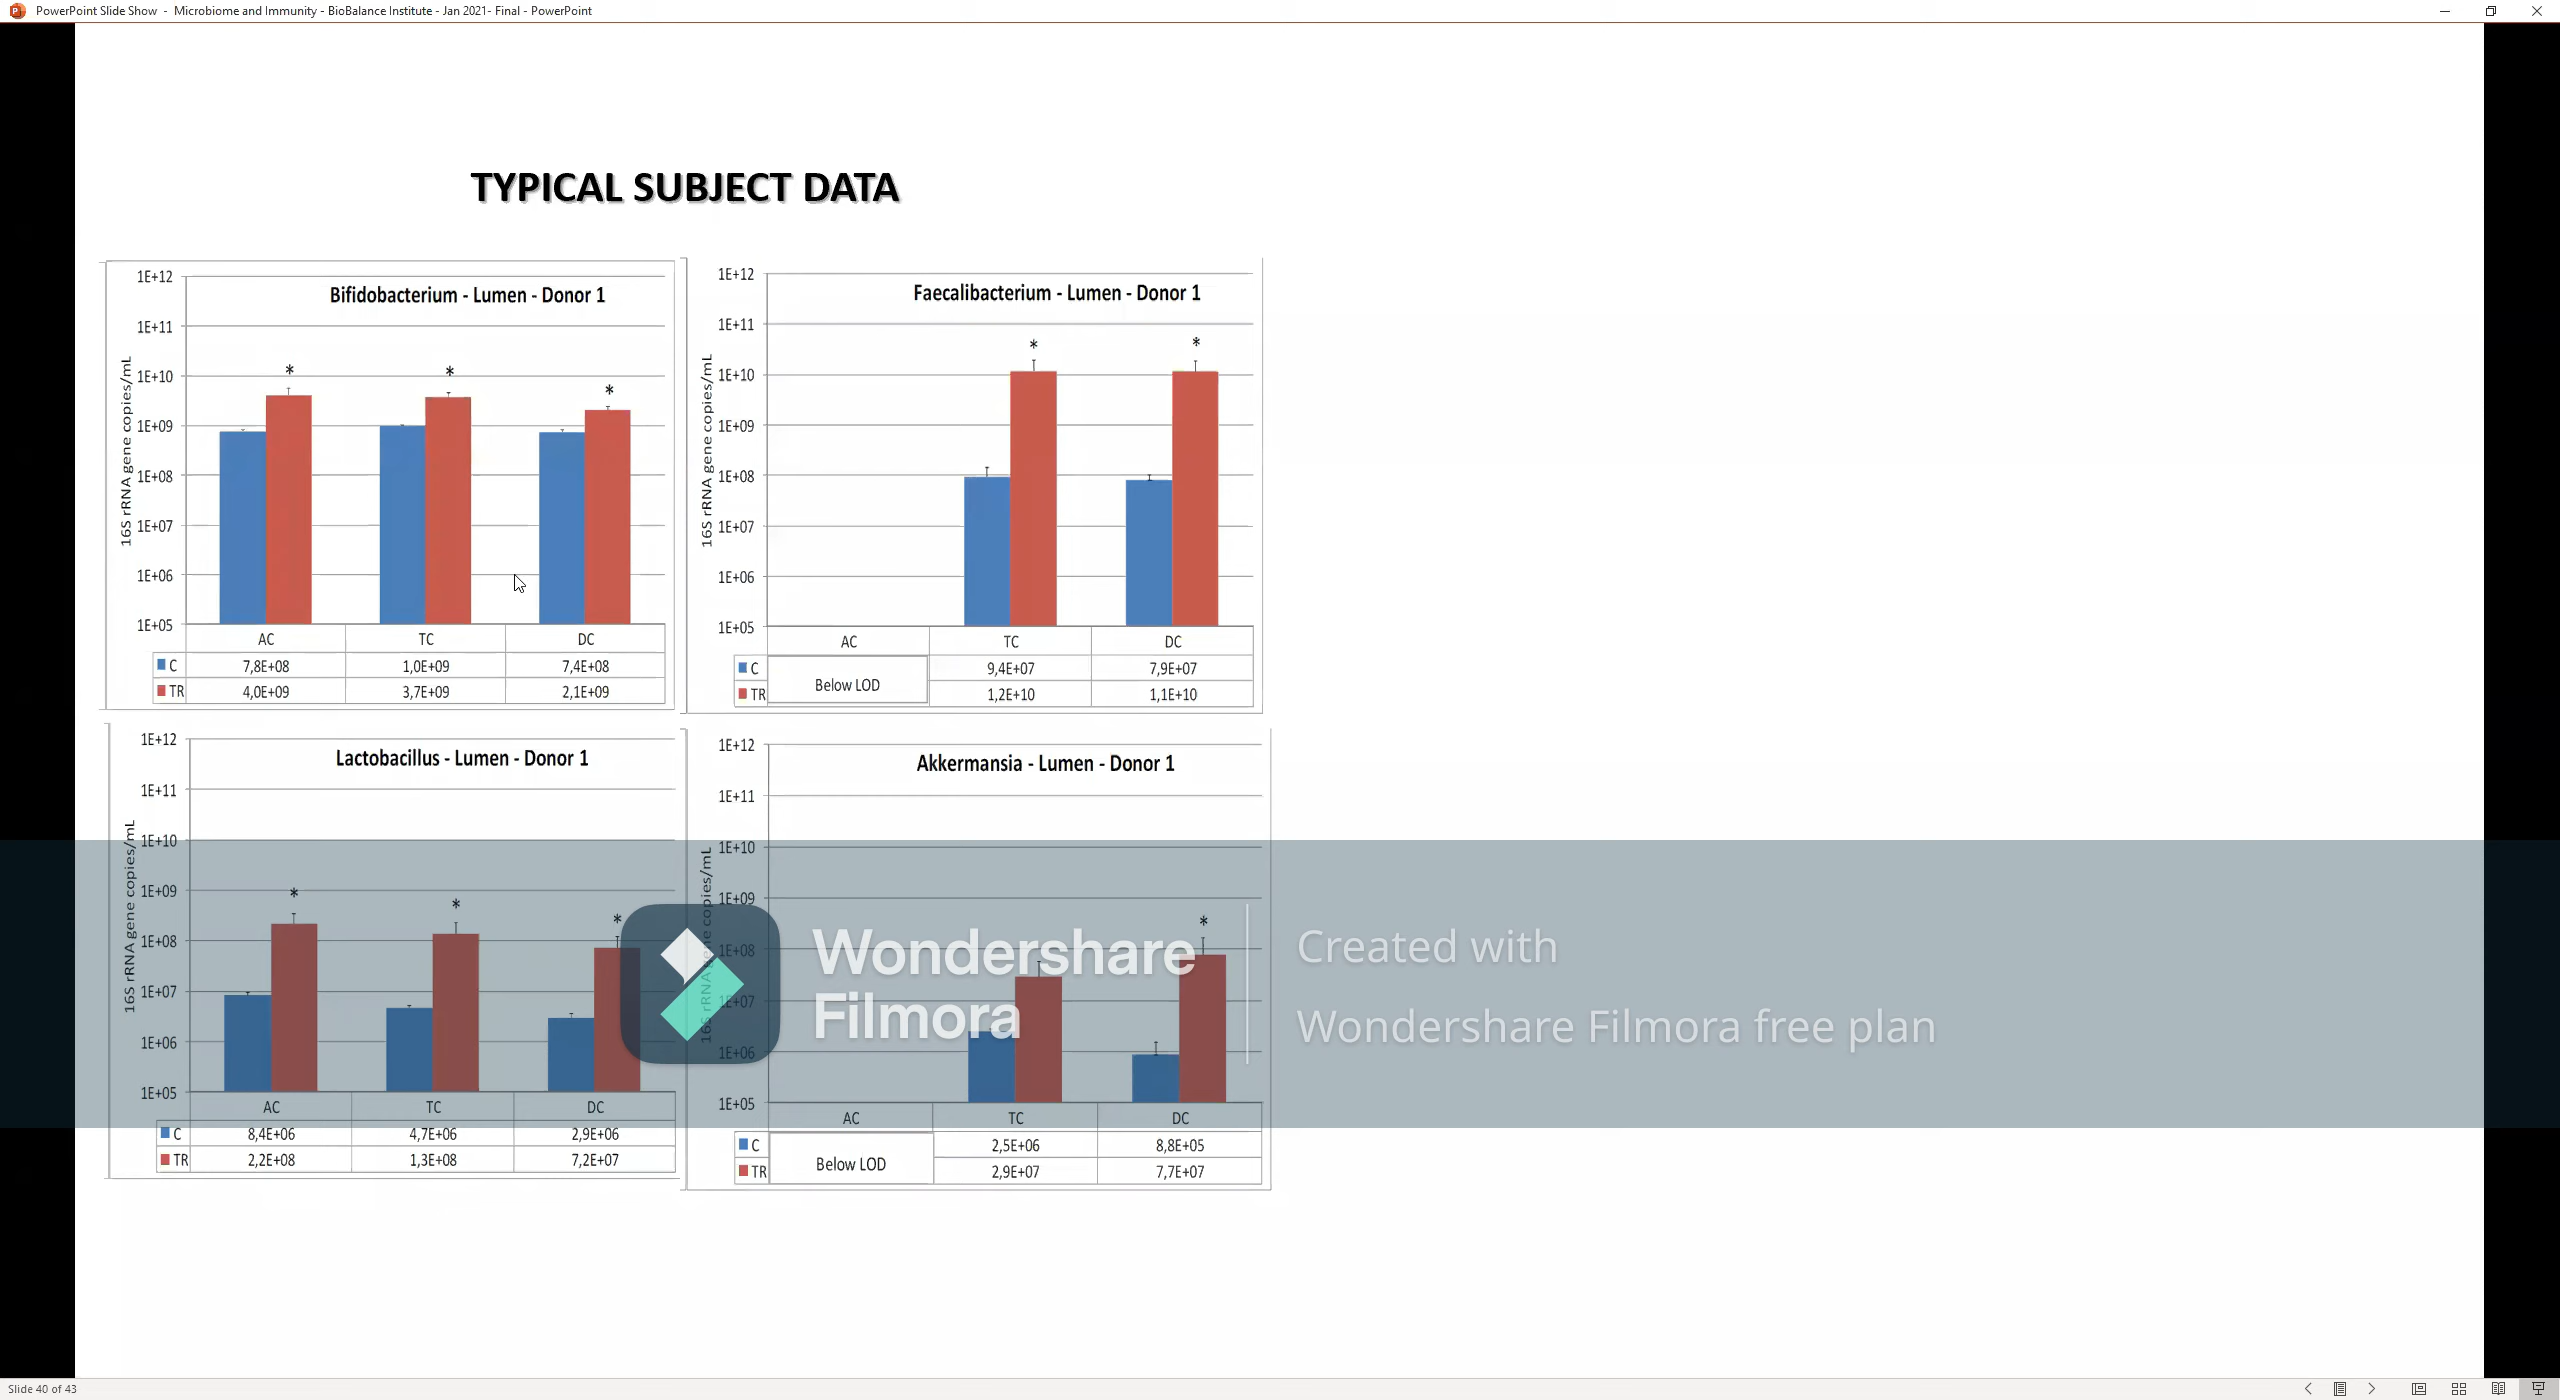 PowerPoint Slide Show - Microbiome and Immunity - BioBalance Institute - Jan 2021- Final - PowerPoint
TYPICAL SUBJECT DATA
Bifidobacterium - Lumen - Donor 1
16S rRNA gene copies/mL
1E+12
1E+11
1E+10
1E+09
1E+08
1E+07
1E+06
1E+05
* * *
AC TC DC
C 7,8E+08 1,0E+09 7,4E+08
TR 4,0E+09 3,7E+09 2,1E+09
Faecalibacterium - Lumen - Donor 1
16S rRNA gene copies/mL
1E+12
1E+11
1E+10
1E+09
1E+08
1E+07
1E+06
1E+05
* *
AC TC DC
C 9,4E+07 7,9E+07
Below LOD
TR 1,2E+10 1,1E+10
Lactobacillus - Lumen - Donor 1
16S rRNA gene copies/mL
1E+12
1E+11
1E+10
1E+09
1E+08
1E+07
1E+06
1E+05
* * *
AC TC DC
C 8,4E+06 4,7E+06 2,9E+06
TR 2,2E+08 1,3E+08 7,2E+07
Akkermansia - Lumen - Donor 1
16S rRNA gene copies/mL
1E+12
1E+11
1E+10
1E+09
1E+08
1E+07
1E+06
1E+05
*
AC TC DC
C 2,5E+06 8,8E+05
Below LOD
TR 2,9E+07 7,7E+07
Wondershare
Filmora
Created with
Wondershare Filmora free plan
Slide 40 of 43